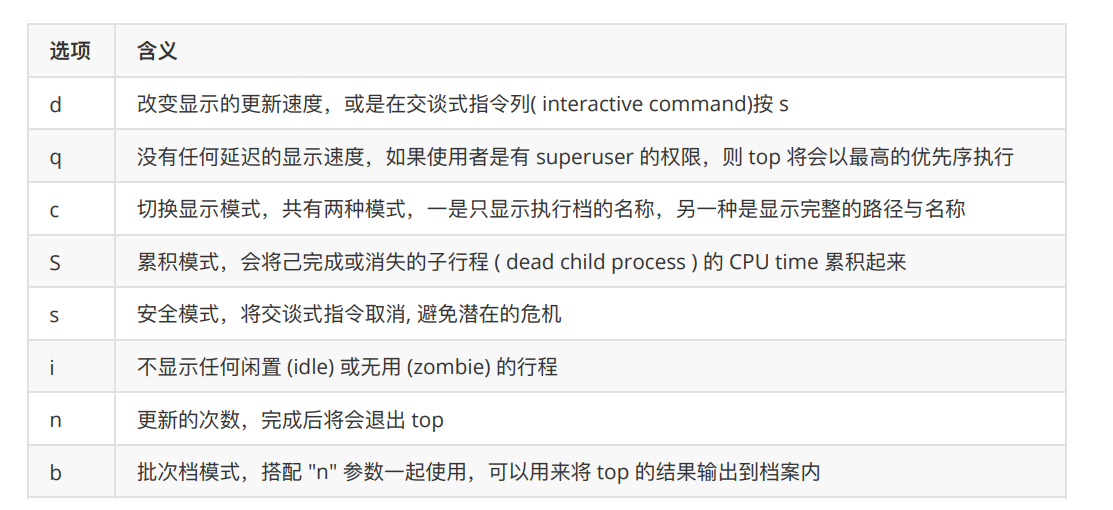 选项 含义
d 改变显示的更新速度，或是在交谈式指令列( interactive command)按 s
q 没有任何延迟的显示速度，如果使用者是有 superuser 的权限，则 top 将会以最高的优先序执行
c 切换显示模式，共有两种模式，一是只显示执行档的名称，另一种是显示完整的路径与名称
S 累积模式，会将己完成或消失的子行程 ( dead child process ) 的 CPU time 累积起来
s 安全模式，将交谈式指令取消, 避免潜在的危机
i 不显示任何闲置 (idle) 或无用 (zombie) 的行程
n 更新的次数，完成后将会退出 top
b 批次档模式，搭配 "n" 参数一起使用，可以用来将 top 的结果输出到档案内